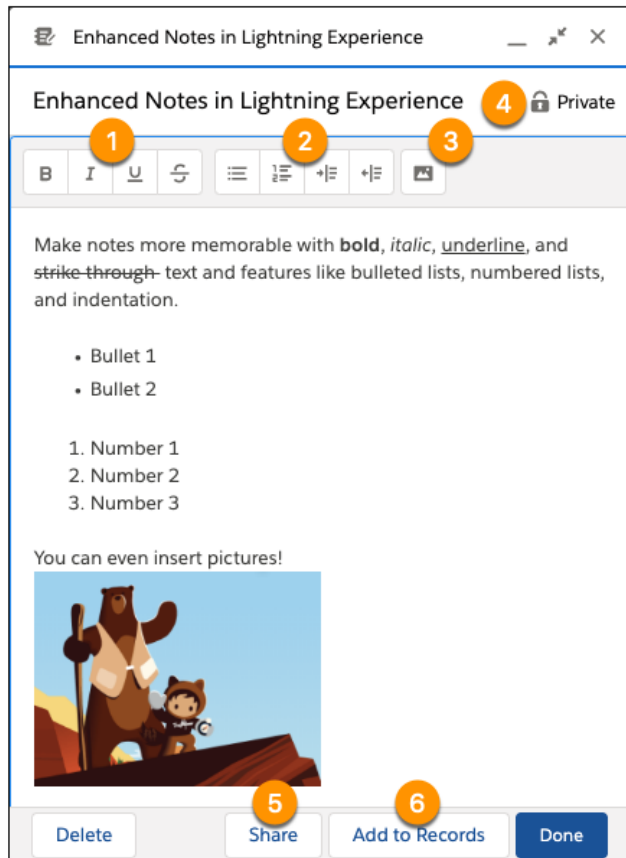 Enhanced Notes in Lightning Experience
Enhanced Notes in Lightning Experience 4 Private
1 2 3
B I U S
Make notes more memorable with bold, italic, underline, and
strike through text and features like bulleted lists, numbered lists,
and indentation.
• Bullet 1
• Bullet 2
1. Number 1
2. Number 2
3. Number 3
You can even insert pictures!
5 6
Delete Share Add to Records Done